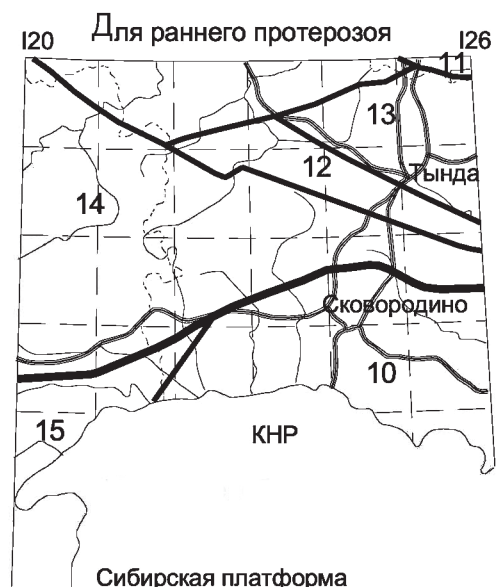 Для раннего протерозоя
I20
I26
11
13
12
Тында
14
Сковородино
10
15
КНР
Сибирская платформа